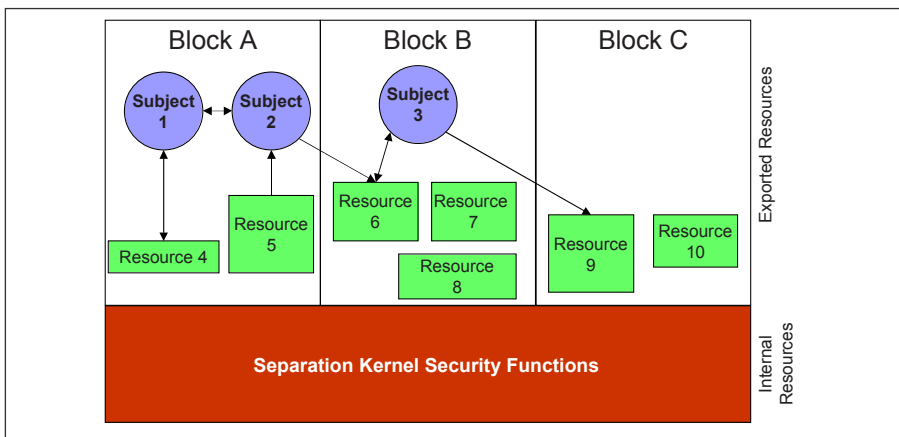 Block A
Block B
Block C
Subject
1
Subject
2
Subject
3
Resource 4
Resource
5
Resource
6
Resource
7
Resource
8
Resource
9
Resource
10
Exported Resources
Separation Kernel Security Functions
Internal
Resources